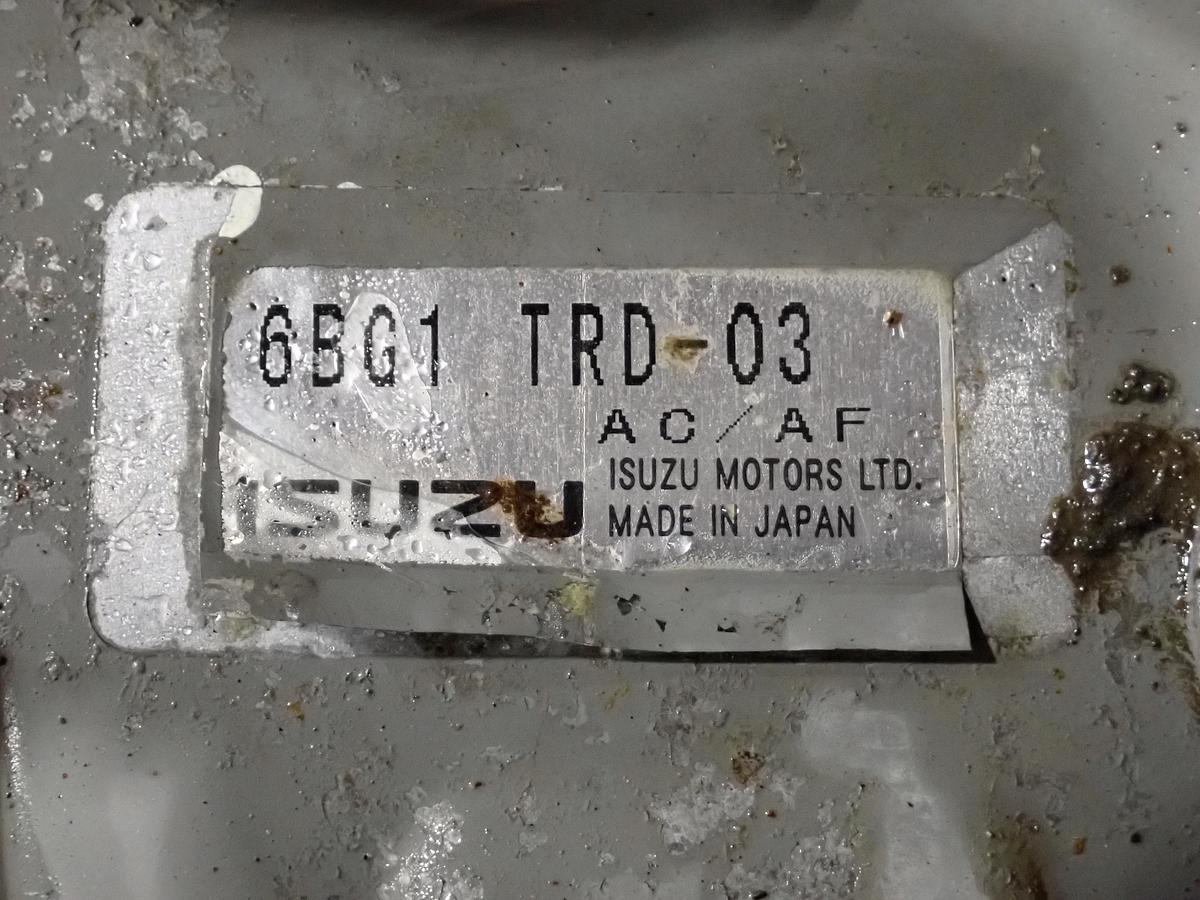 6BG1 TRD-03
AC/AF
ISUZU
ISUZU MOTORS LTD.
MADE IN JAPAN